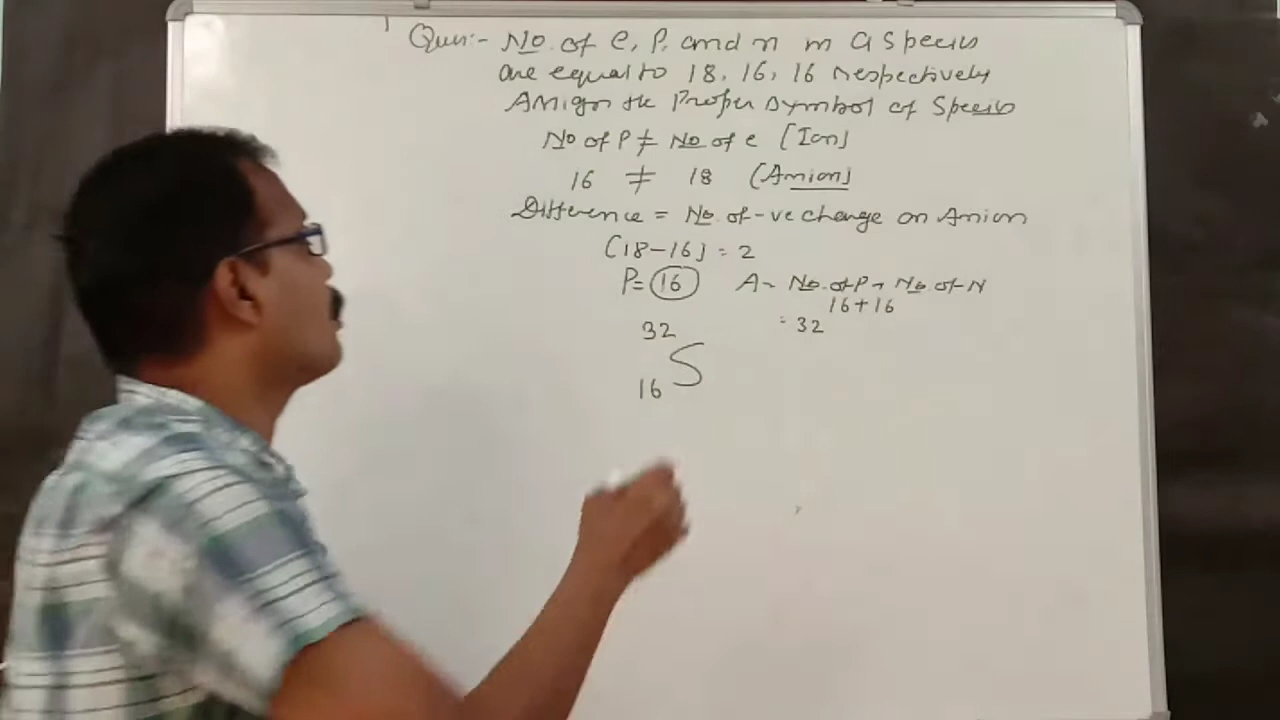 Ques:- No. of e, P, and n in a species
are equal to 18, 16, 16 respectively
Assign the Proper symbol of species
No of P ≠ No of e [Ion]
16 ≠ 18 (Anion)
Difference = No. of -ve charge on Anion
(18-16) = 2
P = 16 A = No. of P + No. of N
16 + 16
= 32
32
S
16